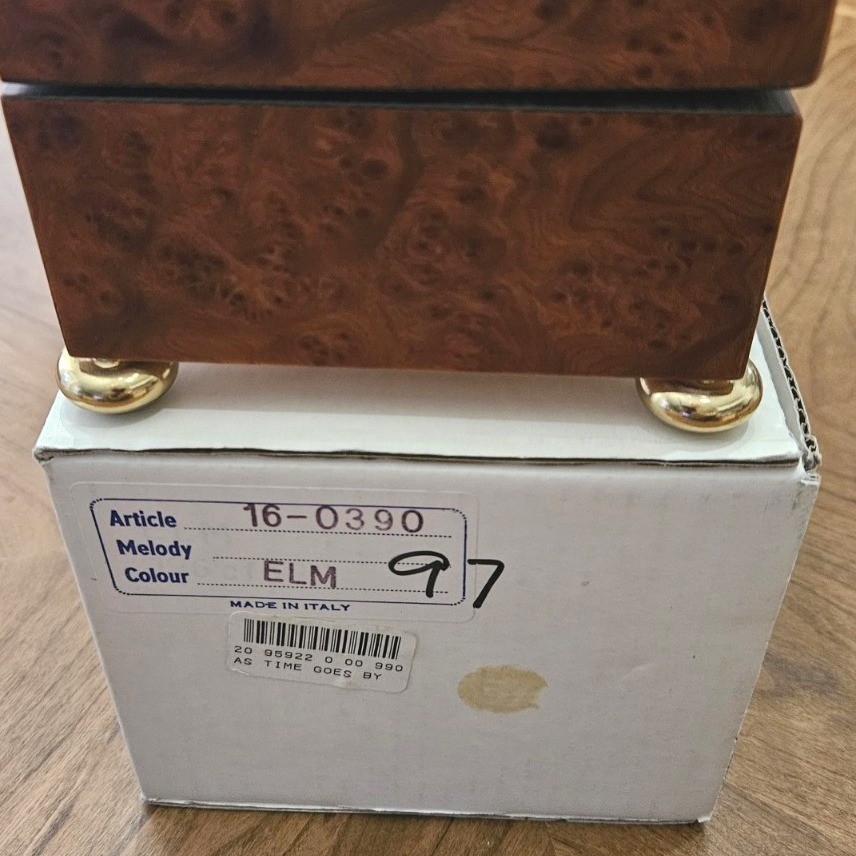 Article 16-0390
Melody
Colour ELM 97
MADE IN ITALY
20 95922 0 00 990
AS TIME GOES BY